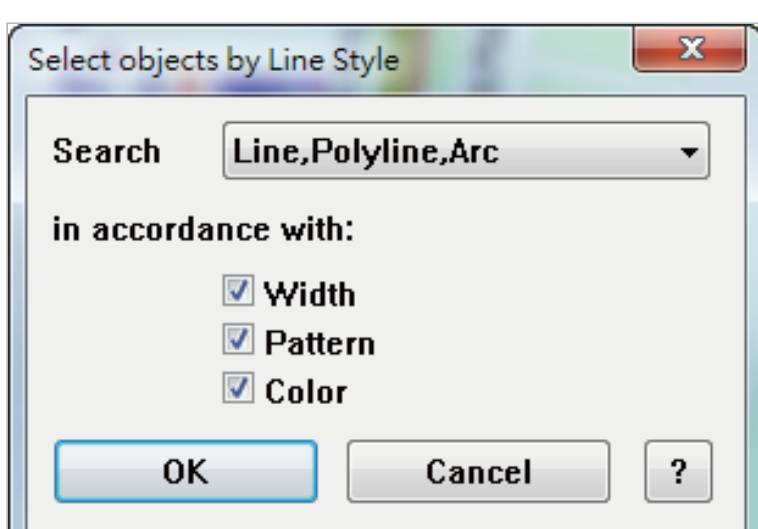 Select objects by Line Style
Search Line,Polyline,Arc
in accordance with:
Width
Pattern
Color
OK Cancel ?